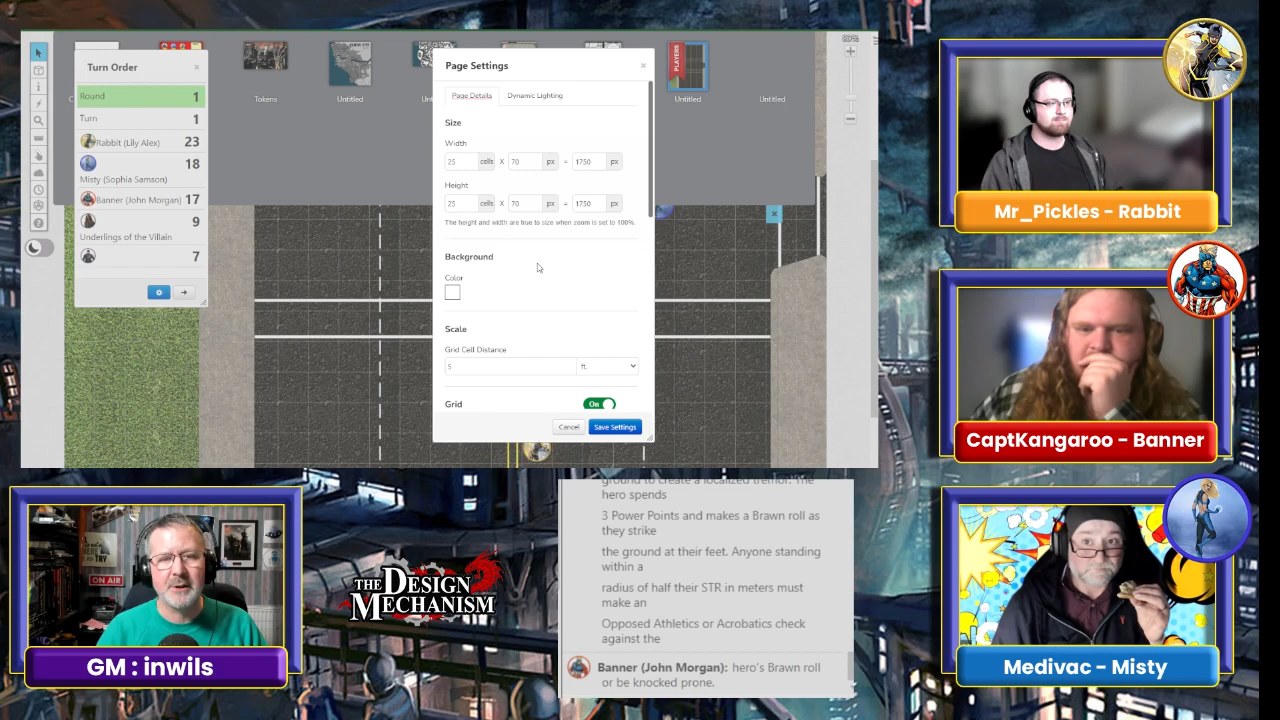 Tokens
Untitled
PLAYERS
Untitled
Untitled
Turn Order
Round 1
Turn 1
Rabbit (Lily Alex) 23
18
Misty (Sophia Samson)
Banner (John Morgan) 17
9
Underlings of the Villain
7
Page Settings
Page Details Dynamic Lighting
Size
Width
25 cells X 70 px = 1750 px
Height
25 cells X 70 px = 1750 px
The height and width are true to size when zoom is set to 100%.
Background
Color
Scale
Grid Cell Distance
5 ft.
Grid On
Cancel Save Settings
Mr_Pickles - Rabbit
CaptKangaroo - Banner
Medivac - Misty
ON AIR
GM : inwils
THE DESIGN
MECHANISM
ground to create a localized tremor. The
hero spends
3 Power Points and makes a Brawn roll as
they strike
the ground at their feet. Anyone standing
within a
radius of half their STR in meters must
make an
Opposed Athletics or Acrobatics check
against the
Banner (John Morgan): hero's Brawn roll
or be knocked prone.